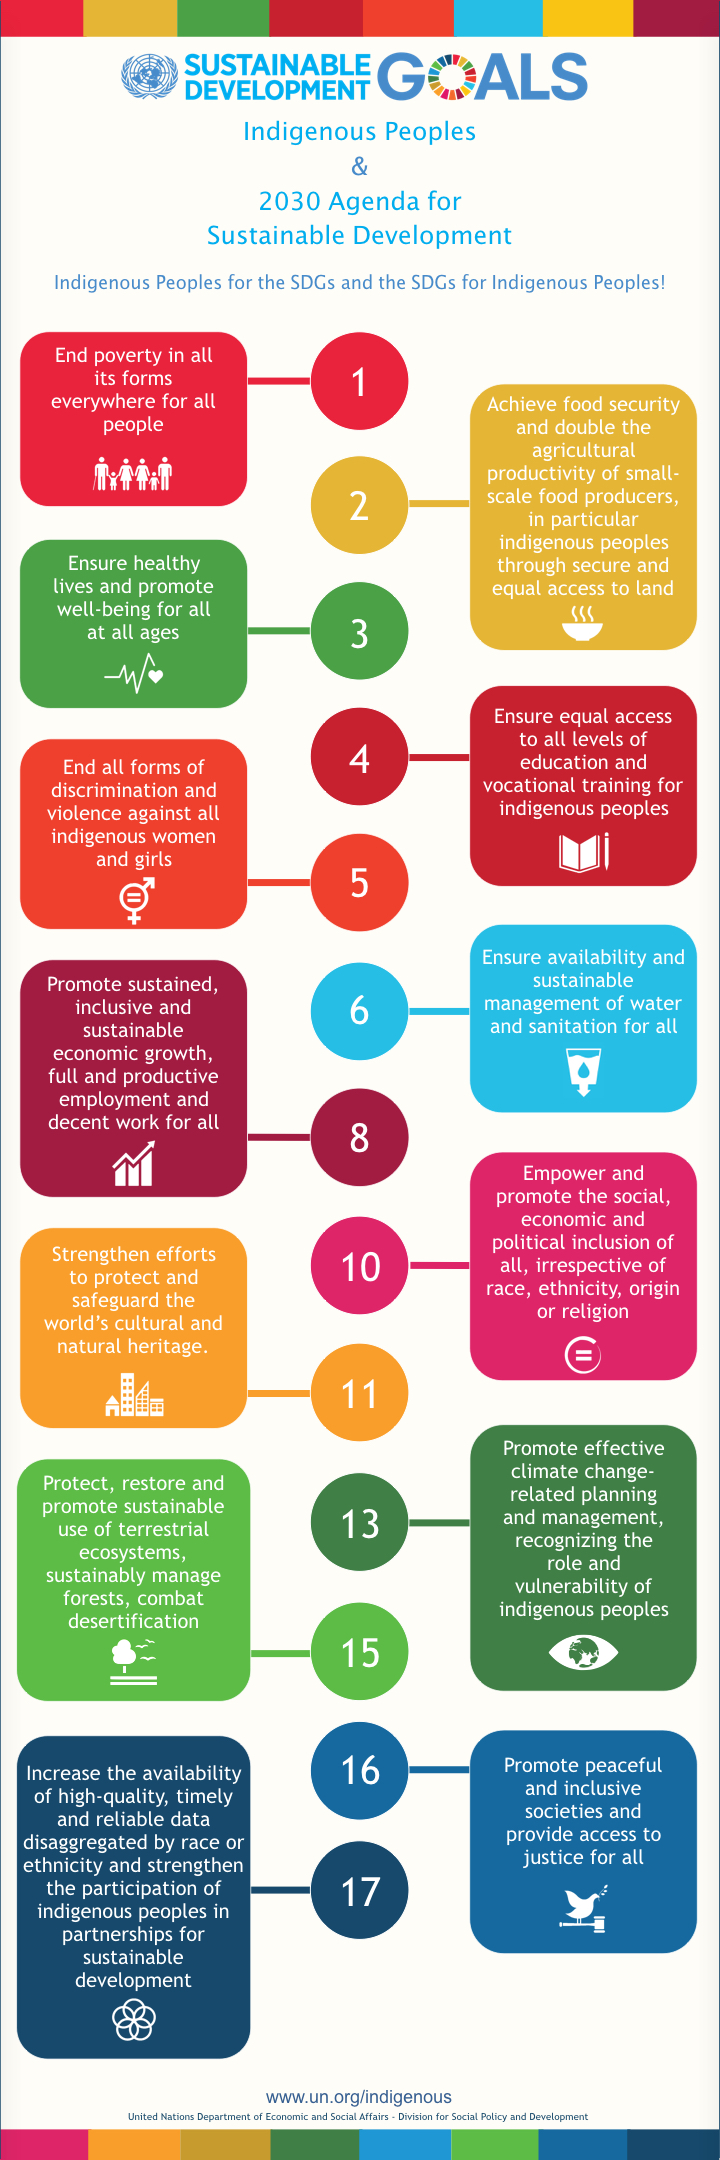 SUSTAINABLE
DEVELOPMENT
GOALS
Indigenous Peoples
&
2030 Agenda for
Sustainable Development
Indigenous Peoples for the SDGs and the SDGs for Indigenous Peoples!
End poverty in all
its forms
everywhere for all
people
1
Achieve food security
and double the
agricultural
productivity of small-
scale food producers,
in particular
indigenous peoples
through secure and
equal access to land
2
Ensure healthy
lives and promote
well-being for all
at all ages
3
Ensure equal access
to all levels of
education and
vocational training for
indigenous peoples
4
End all forms of
discrimination and
violence against all
indigenous women
and girls
5
Ensure availability and
sustainable
management of water
and sanitation for all
6
Promote sustained,
inclusive and
sustainable
economic growth,
full and productive
employment and
decent work for all
8
Empower and
promote the social,
economic and
political inclusion of
all, irrespective of
race, ethnicity, origin
or religion
10
Strengthen efforts
to protect and
safeguard the
world's cultural and
natural heritage.
11
Promote effective
climate change-
related planning
and management,
recognizing the
role and
vulnerability of
indigenous peoples
13
Protect, restore and
promote sustainable
use of terrestrial
ecosystems,
sustainably manage
forests, combat
desertification
15
Promote peaceful
and inclusive
societies and
provide access to
justice for all
16
Increase the availability
of high-quality, timely
and reliable data
disaggregated by race or
ethnicity and strengthen
the participation of
indigenous peoples in
partnerships for
sustainable
development
17
www.un.org/indigenous
United Nations Department of Economic and Social Affairs - Division for Social Policy and Development